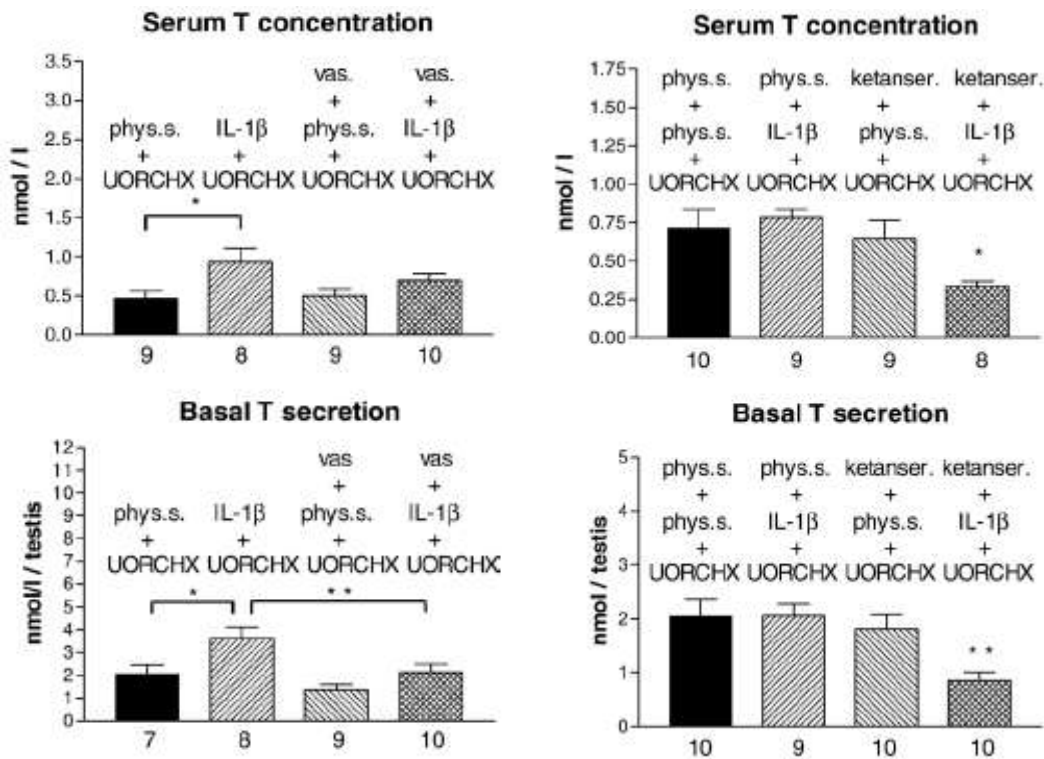 Serum T concentration
3.5
3.0
2.5
2.0
1.5
1.0
0.5
0.0
nmol / l
vas. vas.
+ +
phys.s. IL-1β phys.s. IL-1β
+ + + +
UORCHX UORCHX UORCHX UORCHX
*
9 8 9 10
Serum T concentration
1.75
1.50
1.25
1.00
0.75
0.50
0.25
0.00
nmol / l
phys.s. phys.s. ketanser. ketanser.
+ + + +
phys.s. IL-1β phys.s. IL-1β
+ + + +
UORCHX UORCHX UORCHX UORCHX
*
10 9 9 8
Basal T secretion
12
11
10
9
8
7
6
5
4
3
2
1
0
nmol/l / testis
vas vas
+ +
phys.s. IL-1β phys.s. IL-1β
+ + + +
UORCHX UORCHX UORCHX UORCHX
* * *
7 8 9 10
Basal T secretion
5
4
3
2
1
0
nmol / testis
phys.s. phys.s. ketanser. ketanser.
+ + + +
phys.s. IL-1β phys.s. IL-1β
+ + + +
UORCHX UORCHX UORCHX UORCHX
* *
10 9 10 10